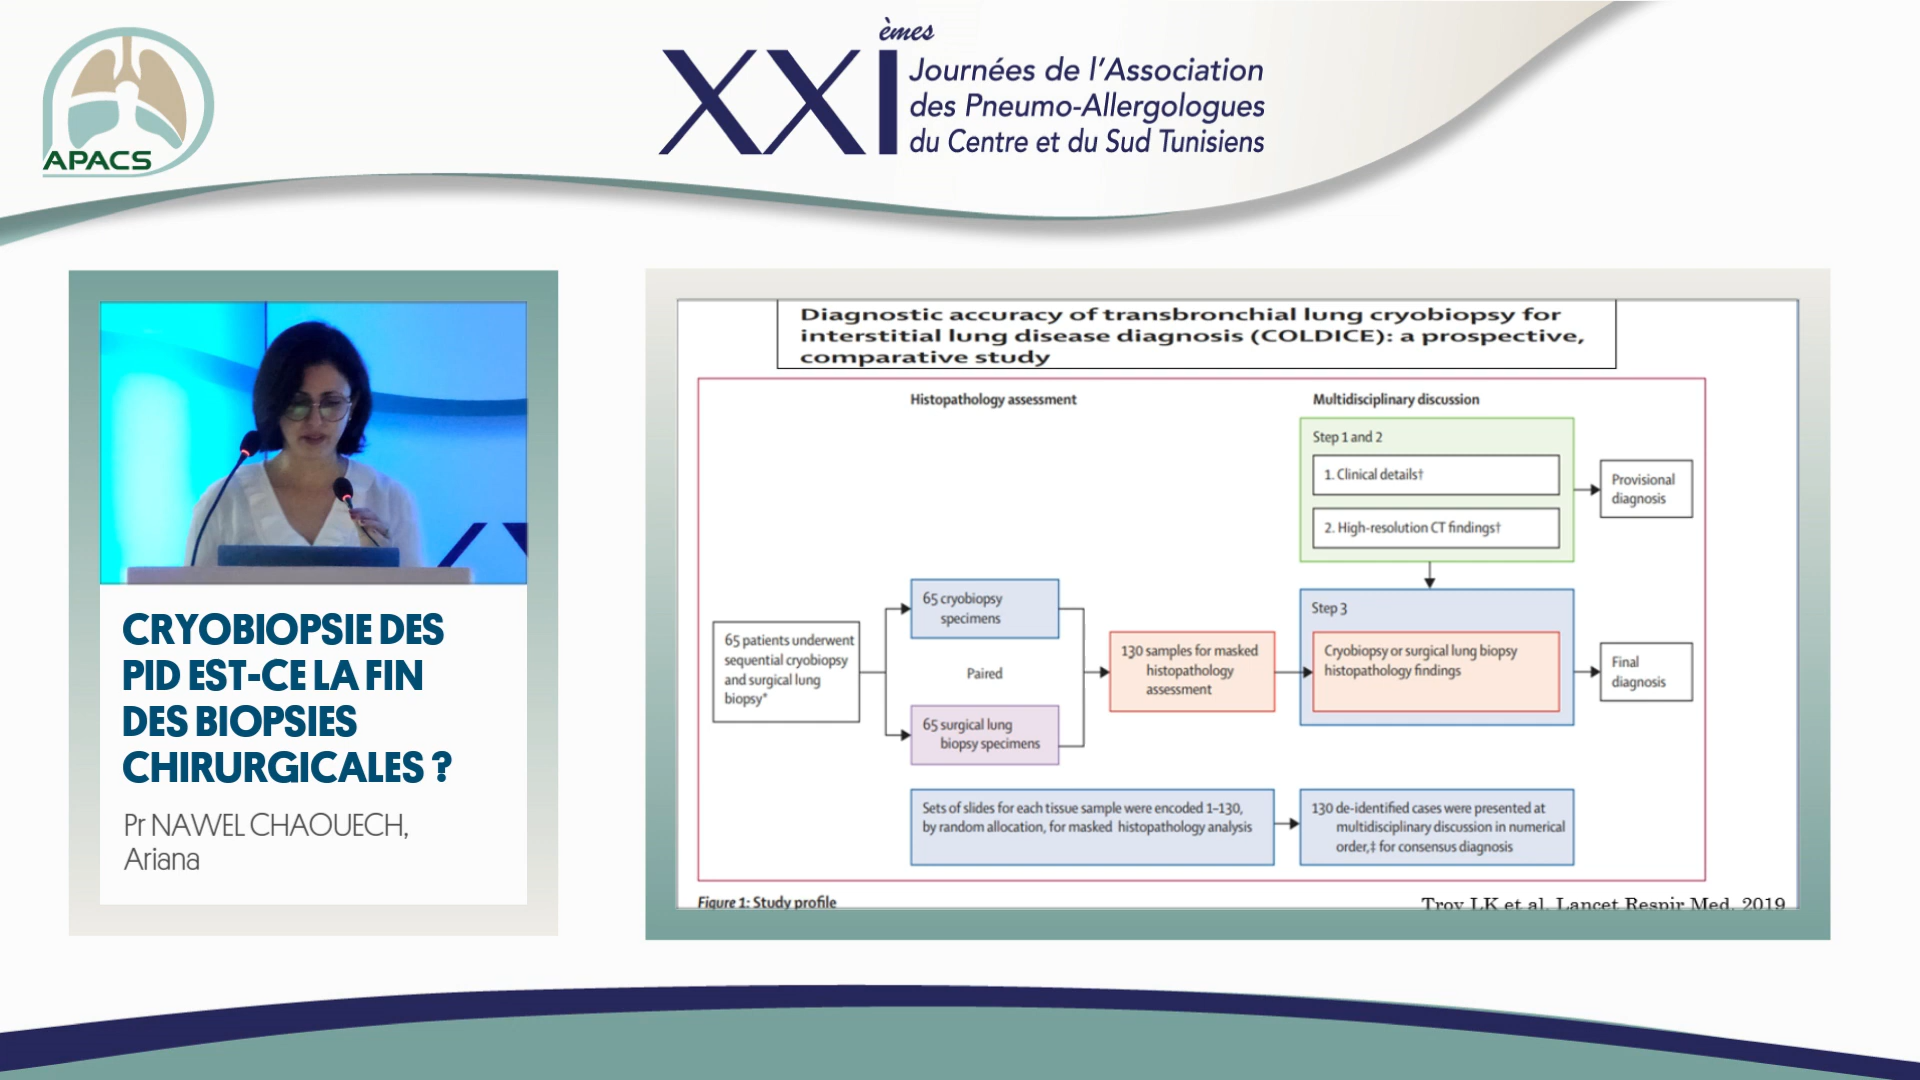 APACS
XXI
èmes
Journées de l'Association
des Pneumo-Allergologues
du Centre et du Sud Tunisiens
CRYOBIOPSIE DES
PID EST-CE LA FIN
DES BIOPSIES
CHIRURGICALES ?
Pr NAWEL CHAOUECH,
Ariana
Diagnostic accuracy of transbronchial lung cryobiopsy for
interstitial lung disease diagnosis (COLDICE): a prospective,
comparative study
Histopathology assessment
Multidisciplinary discussion
Step 1 and 2
1. Clinical details†
2. High-resolution CT findings†
Provisional
diagnosis
65 patients underwent
sequential cryobiopsy
and surgical lung
biopsy*
65 cryobiopsy
specimens
Paired
65 surgical lung
biopsy specimens
130 samples for masked
histopathology
assessment
Step 3
Cryobiopsy or surgical lung biopsy
histopathology findings
Final
diagnosis
Sets of slides for each tissue sample were encoded 1–130,
by random allocation, for masked histopathology analysis
130 de-identified cases were presented at
multidisciplinary discussion in numerical
order,‡ for consensus diagnosis
Figure 1: Study profile
Troy LK et al. Lancet Respir Med. 2019